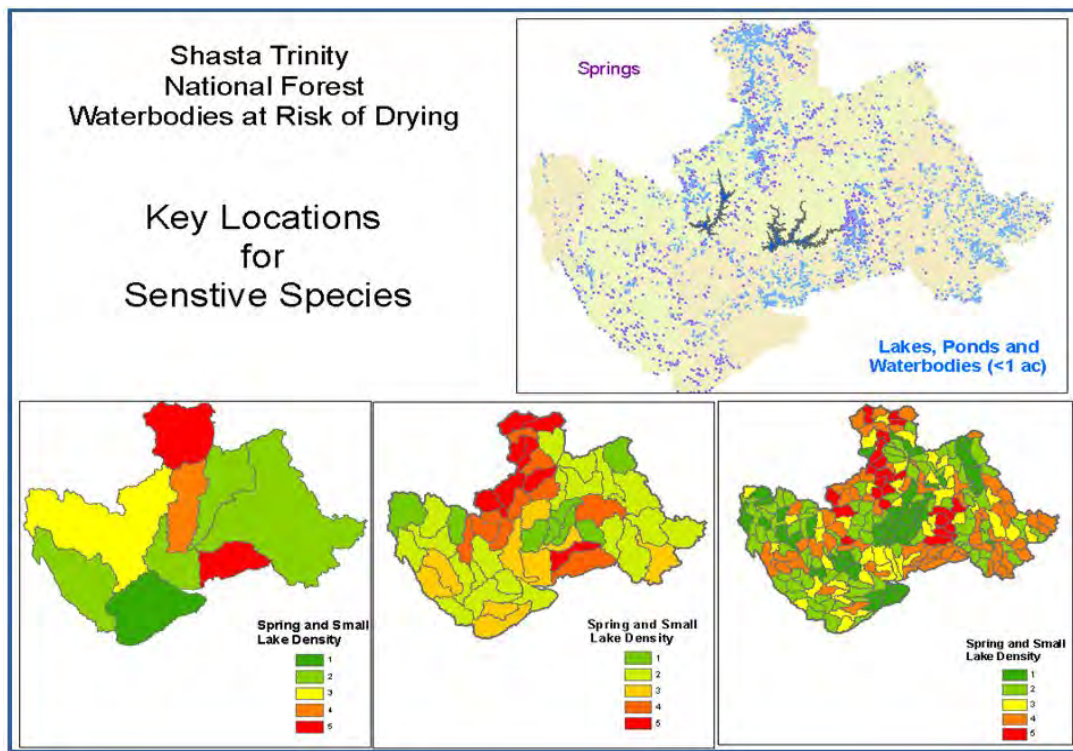 Shasta Trinity
National Forest
Waterbodies at Risk of Drying
Key Locations
for
Senstive Species
Springs
Lakes, Ponds and
Waterbodies (<1 ac)
Spring and Small
Lake Density
1
2
3
4
5
Spring and Small
Lake Density
1
2
3
4
5
Spring and Small
Lake Density
1
2
3
4
5